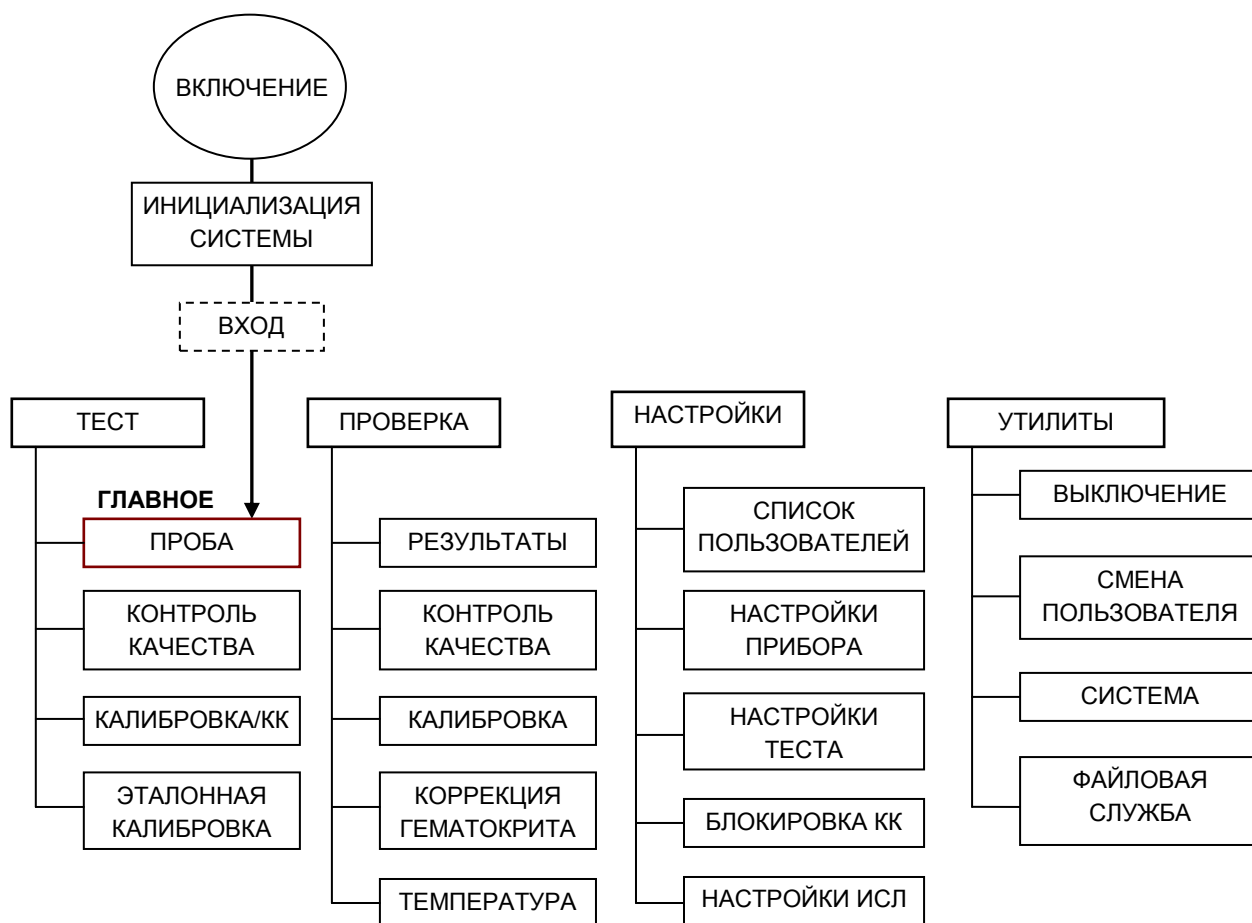 ВКЛЮЧЕНИЕ
ИНИЦИАЛИЗАЦИЯ
СИСТЕМЫ
ВХОД
ТЕСТ
ГЛАВНОЕ
ПРОБА
КОНТРОЛЬ
КАЧЕСТВА
КАЛИБРОВКА/КК
ЭТАЛОННАЯ
КАЛИБРОВКА
ПРОВЕРКА
РЕЗУЛЬТАТЫ
КОНТРОЛЬ
КАЧЕСТВА
КАЛИБРОВКА
КОРРЕКЦИЯ
ГЕМАТОКРИТА
ТЕМПЕРАТУРА
НАСТРОЙКИ
СПИСОК
ПОЛЬЗОВАТЕЛЕЙ
НАСТРОЙКИ
ПРИБОРА
НАСТРОЙКИ
ТЕСТА
БЛОКИРОВКА КК
НАСТРОЙКИ ИСЛ
УТИЛИТЫ
ВЫКЛЮЧЕНИЕ
СМЕНА
ПОЛЬЗОВАТЕЛЯ
СИСТЕМА
ФАЙЛОВАЯ
СЛУЖБА